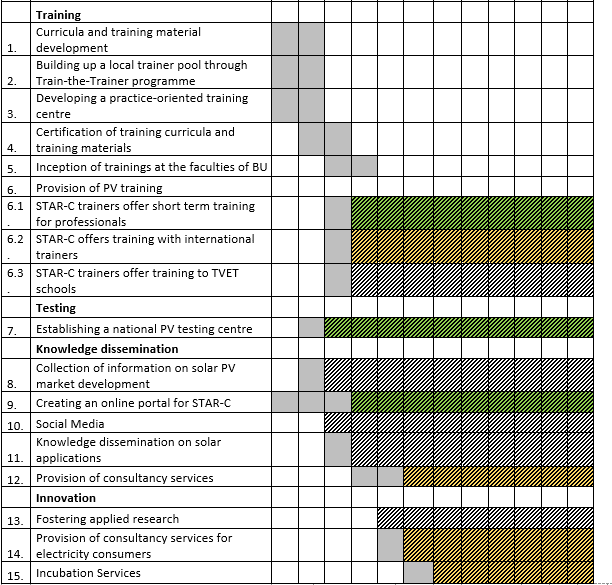 Training
1. Curricula and training material
development
2. Building up a local trainer pool through
Train-the-Trainer programme
3. Developing a practice-oriented training
centre
4. Certification of training curricula and
training materials
5. Inception of trainings at the faculties of BU
6. Provision of PV training
6.1
. STAR-C trainers offer short term training
for professionals
6.2
. STAR-C offers training with international
trainers
6.3
. STAR-C trainers offer training to TVET
schools
Testing
7. Establishing a national PV testing centre
Knowledge dissemination
8. Collection of information on solar PV
market development
9. Creating an online portal for STAR-C
10. Social Media
11. Knowledge dissemination on solar
applications
12. Provision of consultancy services
Innovation
13. Fostering applied research
14. Provision of consultancy services for
electricity consumers
15. Incubation Services